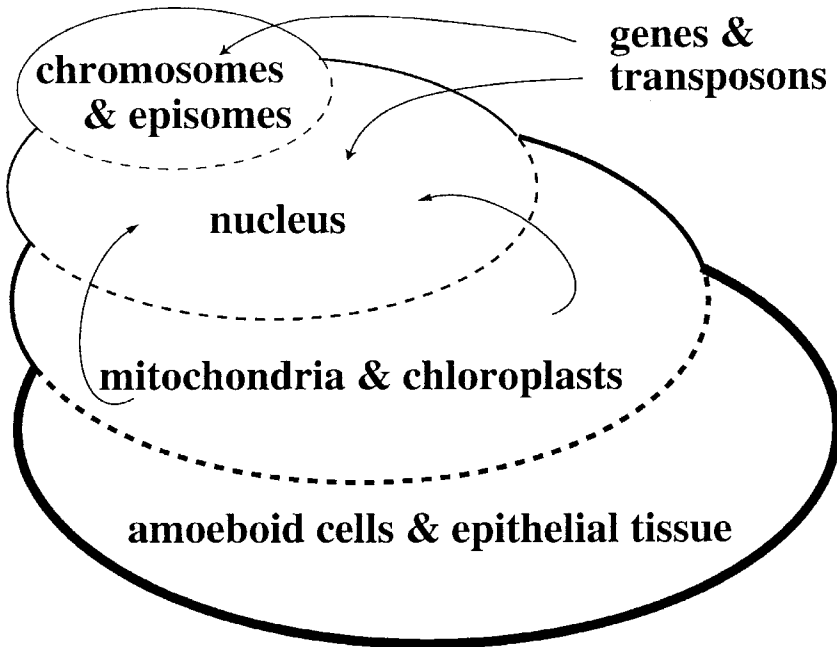 chromosomes
& episomes
genes &
transposons
nucleus
mitochondria & chloroplasts
amoeboid cells & epithelial tissue